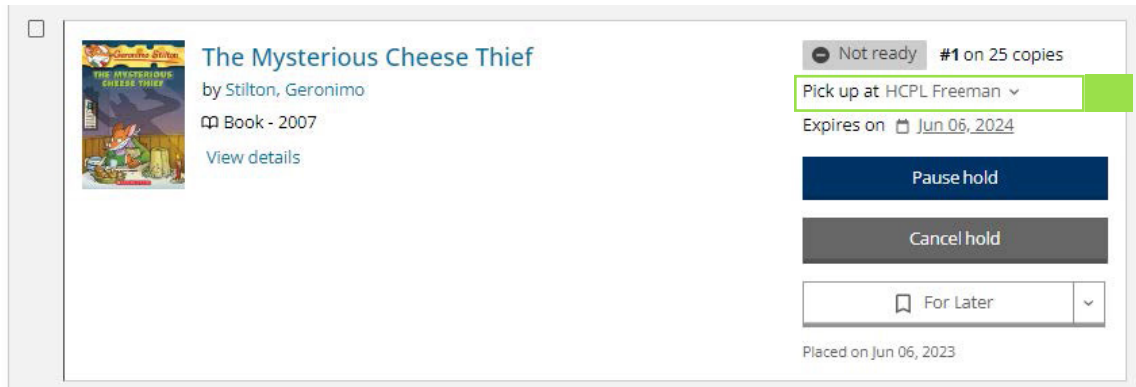 Geronimo Stilton
THE MYSTERIOUS
CHEESE THIEF
The Mysterious Cheese Thief
by Stilton, Geronimo
Book - 2007
View details
Not ready #1 on 25 copies
Pick up at HCPL Freeman
Expires on Jun 06, 2024
Pause hold
Cancel hold
For Later
Placed on Jun 06, 2023